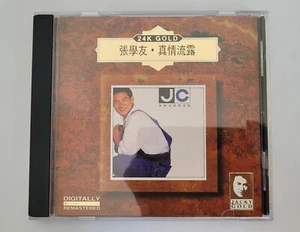 24K GOLD
張學友・真情流露
JC
DIGITALLY
REMASTERED
JACKY
GOLD